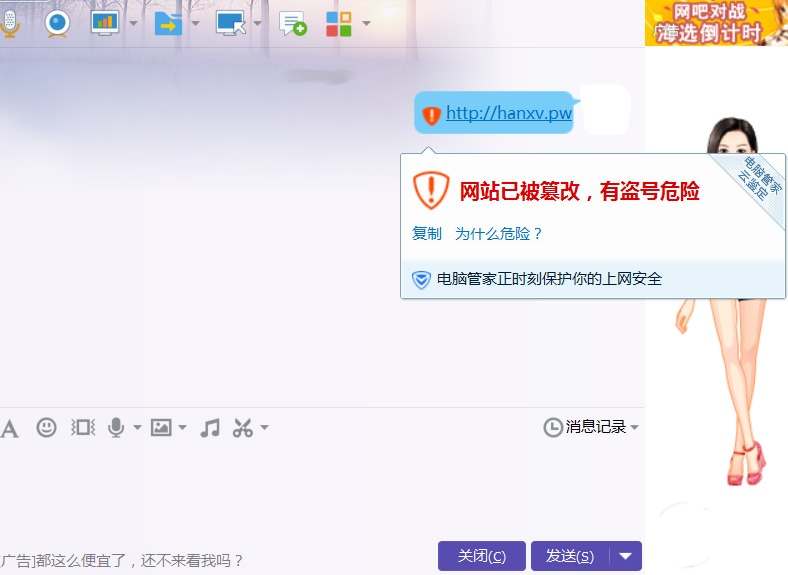 网吧对战
海选倒计时
http://hanxv.pw
电脑管家
云鉴定
网站已被篡改，有盗号危险
复制 为什么危险？
电脑管家正时刻保护你的上网安全
A
消息记录
广告]都这么便宜了，还不来看我吗？
关闭(C) 发送(S)